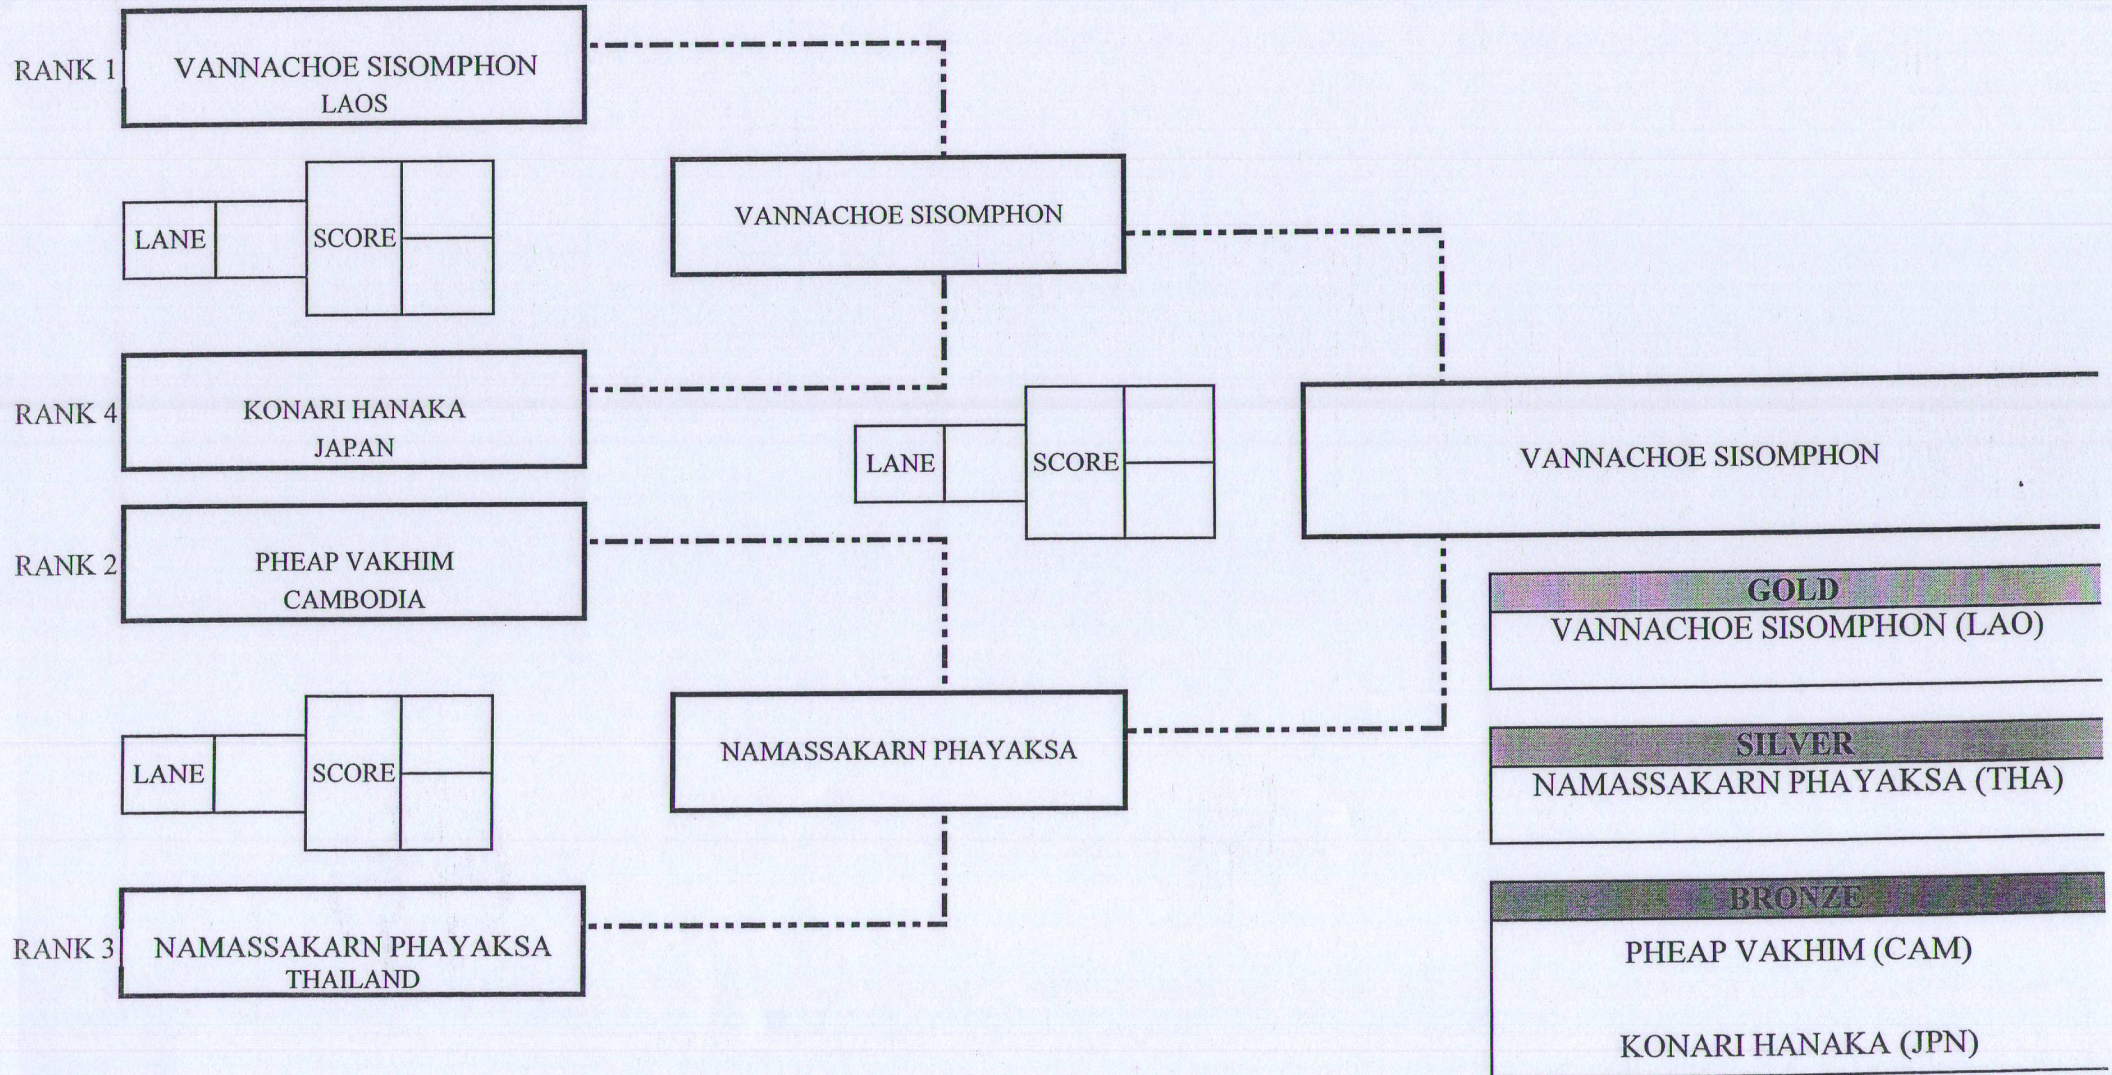 RANK 1
VANNACHOE SISOMPHON
LAOS
LANE
SCORE
VANNACHOE SISOMPHON
RANK 4
KONARI HANAKA
JAPAN
LANE
SCORE
VANNACHOE SISOMPHON
RANK 2
PHEAP VAKHIM
CAMBODIA
GOLD
VANNACHOE SISOMPHON (LAO)
LANE
SCORE
NAMASSAKARN PHAYAKSA
SILVER
NAMASSAKARN PHAYAKSA (THA)
RANK 3
NAMASSAKARN PHAYAKSA
THAILAND
BRONZE
PHEAP VAKHIM (CAM)
KONARI HANAKA (JPN)